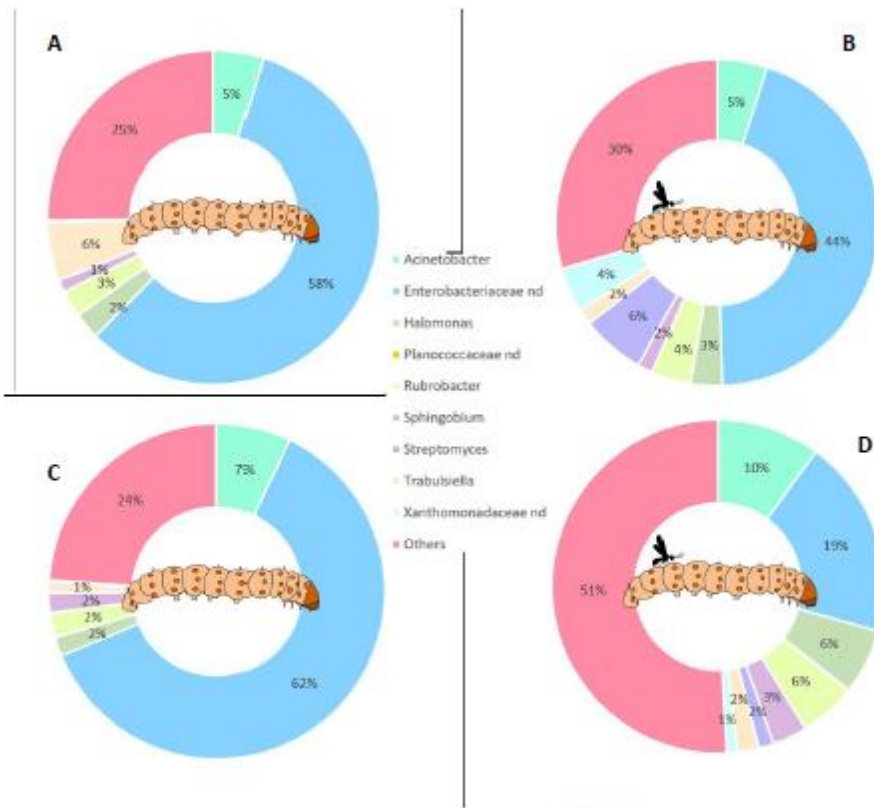 A
5%
58%
2%
3%
1%
6%
25%
B
5%
44%
3%
4%
2%
6%
2%
4%
30%
Acinetobacter
Enterobacteriaceae nd
Halomonas
Planococcaceae nd
Rubrobacter
Sphingobium
Streptomyces
Trabulsiella
Xanthomonadaceae nd
Others
C
7%
62%
2%
2%
2%
1%
24%
D
10%
19%
6%
6%
3%
2%
2%
1%
51%